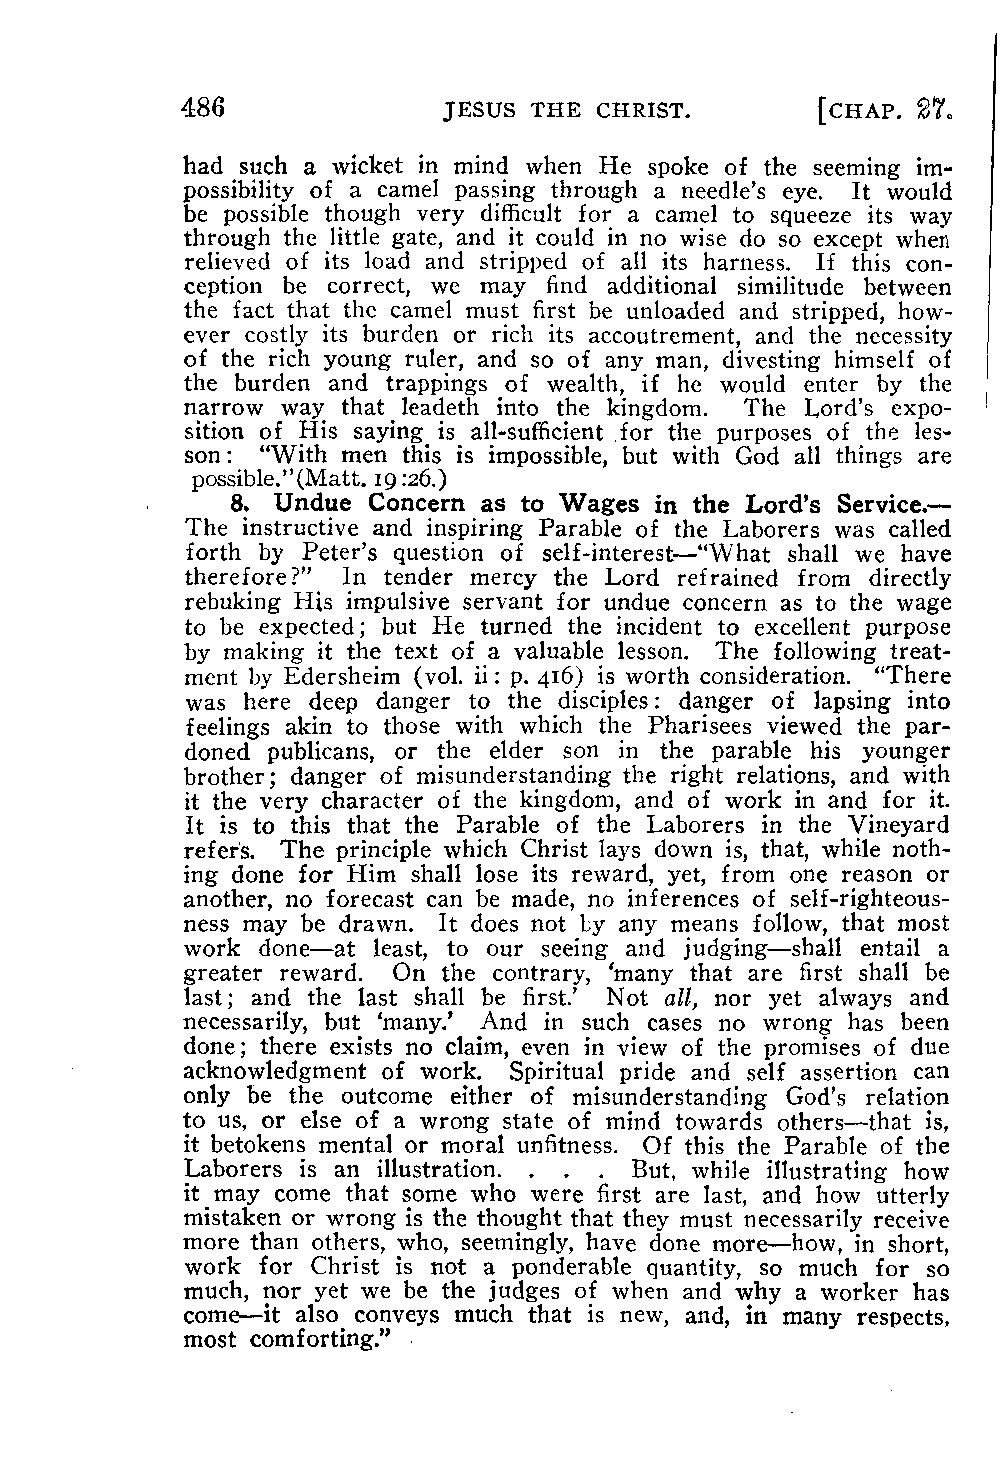 486 JESUS THE CHRIST. [CHAP. 27.
had such a wicket in mind when He spoke of the seeming im-
possibility of a camel passing through a needle's eye. It would
be possible though very difficult for a camel to squeeze its way
through the little gate, and it could in no wise do so except when
relieved of its load and stripped of all its harness. If this con-
ception be correct, we may find additional similitude between
the fact that the camel must first be unloaded and stripped, how-
ever costly its burden or rich its accoutrement, and the necessity
of the rich young ruler, and so of any man, divesting himself of
the burden and trappings of wealth, if he would enter by the
narrow way that leadeth into the kingdom. The Lord's expo-
sition of His saying is all-sufficient for the purposes of the les-
son: “With men this is impossible, but with God all things are
possible.”(Matt. 19:26.)
8. Undue Concern as to Wages in the Lord's Service.—
The instructive and inspiring Parable of the Laborers was called
forth by Peter's question of self-interest—“What shall we have
therefore?” In tender mercy the Lord refrained from directly
rebuking His impulsive servant for undue concern as to the wage
to be expected; but He turned the incident to excellent purpose
by making it the text of a valuable lesson. The following treat-
ment by Edersheim (vol. ii: p. 416) is worth consideration. “There
was here deep danger to the disciples: danger of lapsing into
feelings akin to those with which the Pharisees viewed the par-
doned publicans, or the elder son in the parable his younger
brother; danger of misunderstanding the right relations, and with
it the very character of the kingdom, and of work in and for it.
It is to this that the Parable of the Laborers in the Vineyard
refers. The principle which Christ lays down is, that, while noth-
ing done for Him shall lose its reward, yet, from one reason or
another, no forecast can be made, no inferences of self-righteous-
ness may be drawn. It does not by any means follow, that most
work done—at least, to our seeing and judging—shall entail a
greater reward. On the contrary, ‘many that are first shall be
last; and the last shall be first.’ Not all, nor yet always and
necessarily, but ‘many.’ And in such cases no wrong has been
done; there exists no claim, even in view of the promises of due
acknowledgment of work. Spiritual pride and self assertion can
only be the outcome either of misunderstanding God's relation
to us, or else of a wrong state of mind towards others—that is,
it betokens mental or moral unfitness. Of this the Parable of the
Laborers is an illustration. . . . But, while illustrating how
it may come that some who were first are last, and how utterly
mistaken or wrong is the thought that they must necessarily receive
more than others, who, seemingly, have done more—how, in short,
work for Christ is not a ponderable quantity, so much for so
much, nor yet we be the judges of when and why a worker has
come—it also conveys much that is new, and, in many respects,
most comforting.”